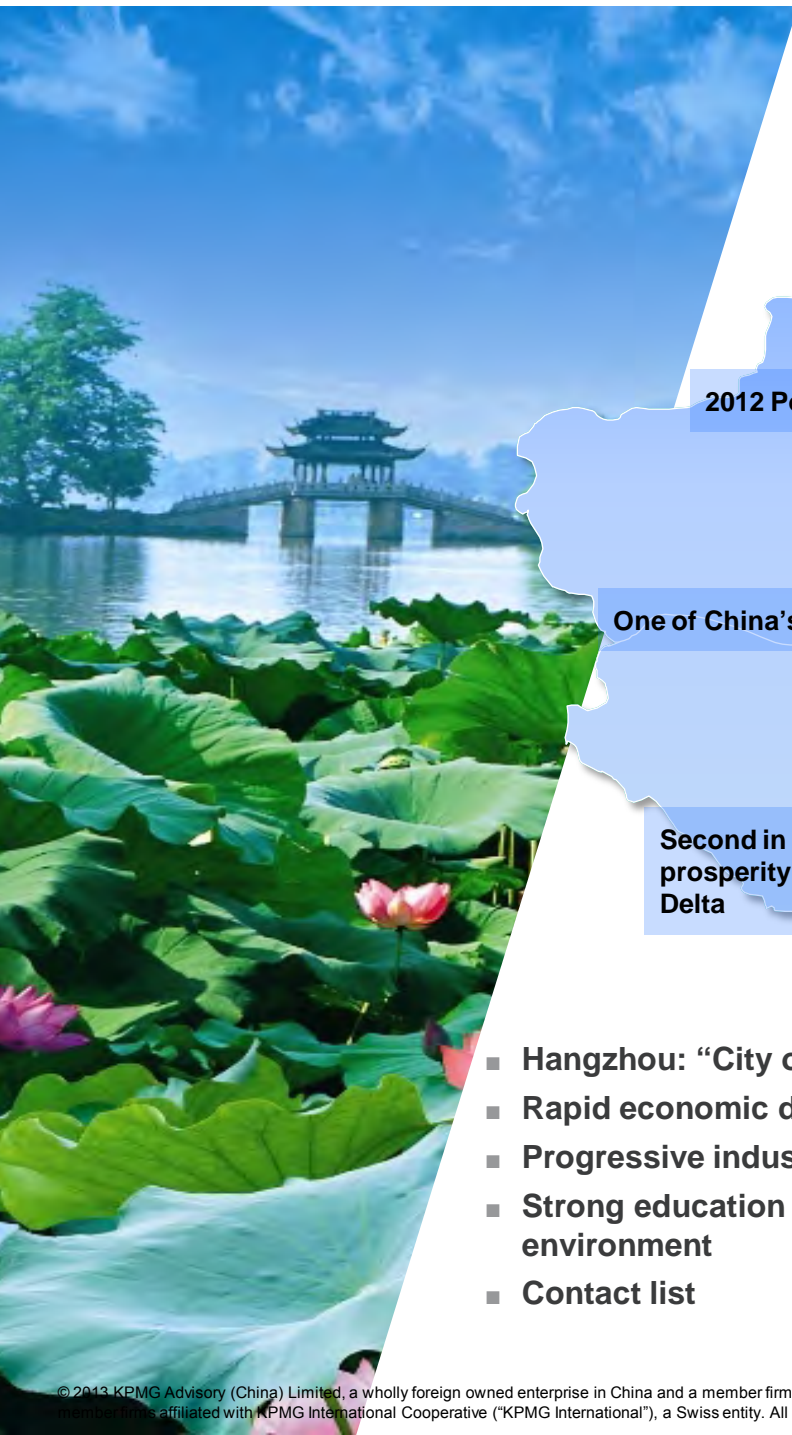 2012 P
One of China's
Second in
prosperity
Delta
■ Hangzhou: “City
■ Rapid economic
■ Progressive
■ Strong education
environment
■ Contact list
© 2013 KPMG Advisory (China) Limited, a wholly foreign owned enterprise in China and a member firm
member firms affiliated with KPMG International Cooperative (“KPMG International”), a Swiss entity. All